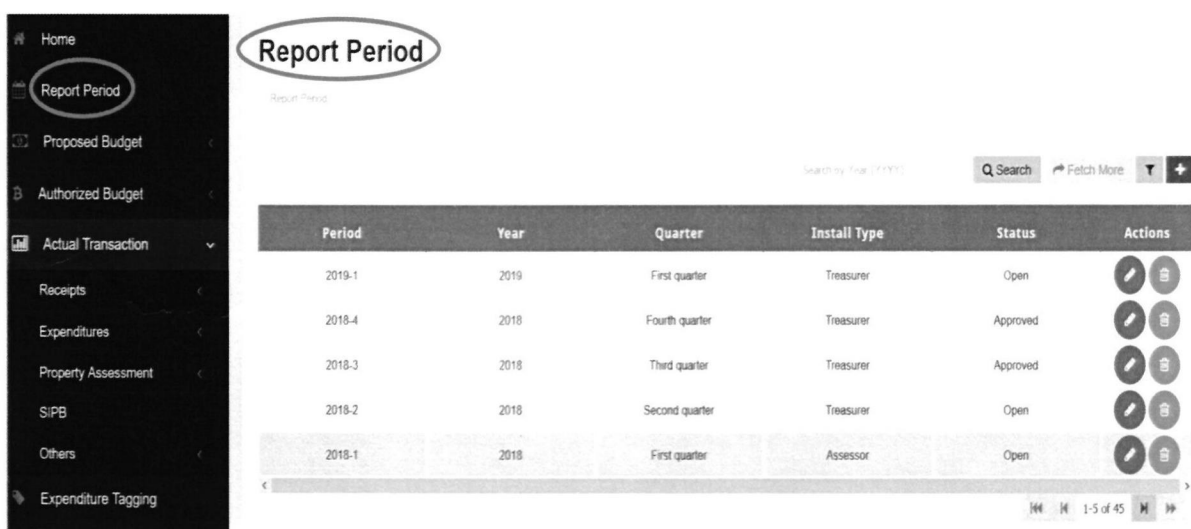 Home
Report Period
Proposed Budget
Authorized Budget
Actual Transaction
Receipts
Expenditures
Property Assessment
SIPB
Others
Expenditure Tagging
Report Period
Report Period
Search by Year (YYYY)
Search
Fetch More
Period Year Quarter Install Type Status Actions
2019-1 2019 First quarter Treasurer Open
2018-4 2018 Fourth quarter Treasurer Approved
2018-3 2018 Third quarter Treasurer Approved
2018-2 2018 Second quarter Treasurer Open
2018-1 2018 First quarter Assessor Open
1-5 of 45